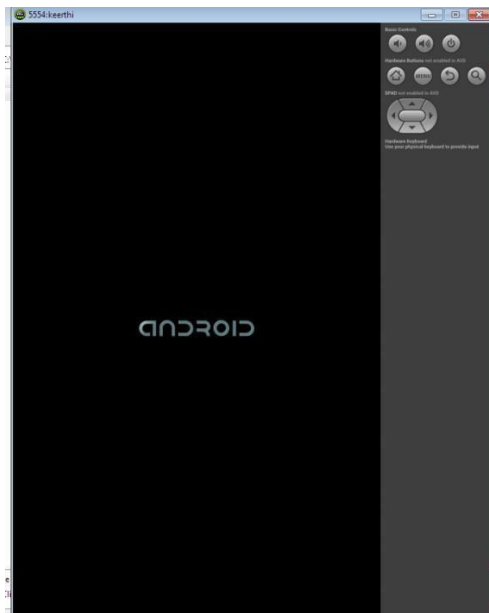 5554:keerthi
Basic Controls
Hardware Buttons not enabled in AVD
MENU
DPAD not enabled in AVD
Hardware Keyboard
Use your physical keyboard to provide input
ANDROID